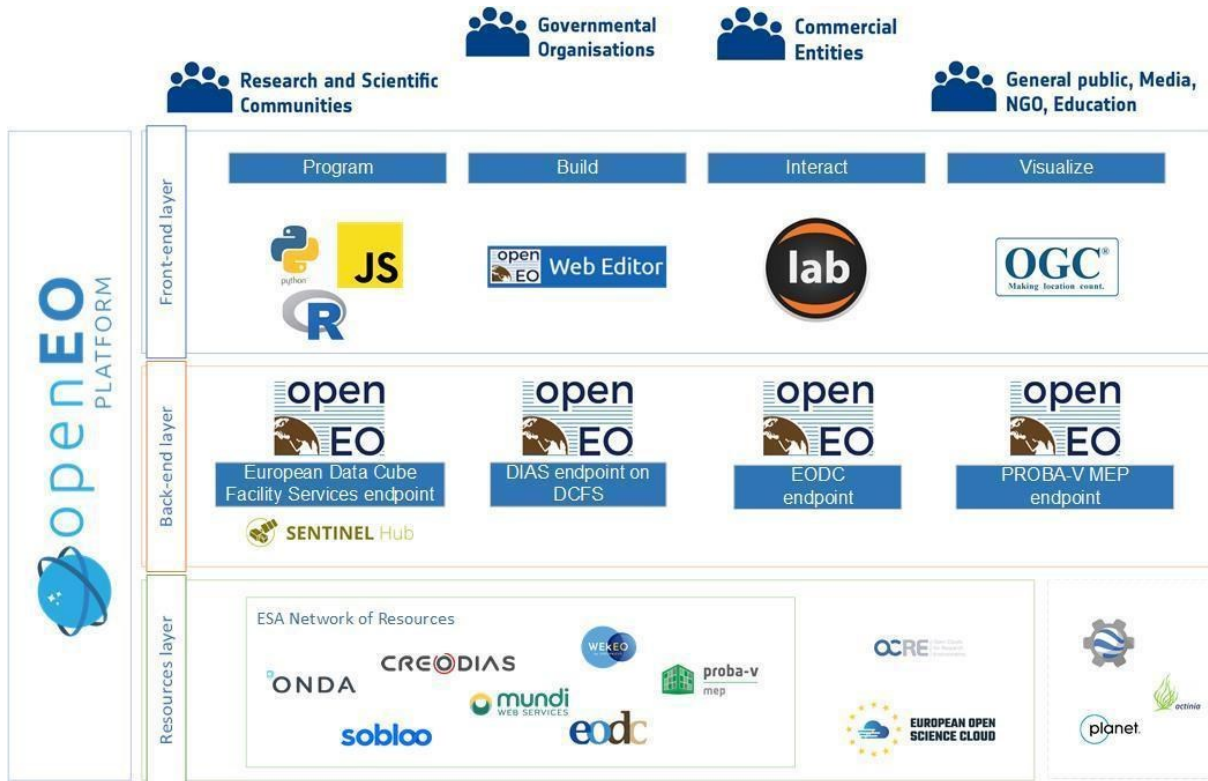 Governmental
Organisations
Commercial
Entities
Research and Scientific
Communities
General public, Media,
NGO, Education
openEO
PLATFORM
Front-end layer
Program
Build
Interact
Visualize
python
JS
R
open
EO
Web Editor
lab
OGC®
Making location count.
Back-end layer
open
EO
European Data Cube
Facility Services endpoint
SENTINEL Hub
open
EO
DIAS endpoint on
DCFS
open
EO
EODC
endpoint
open
EO
PROBA-V MEP
endpoint
Resources layer
ESA Network of Resources
ONDA
CREODIAS
WEkEO
proba-v
mep
mundi
WEB SERVICES
sobloo
eodc
OCRE
EUROPEAN OPEN
SCIENCE CLOUD
actinia
planet.